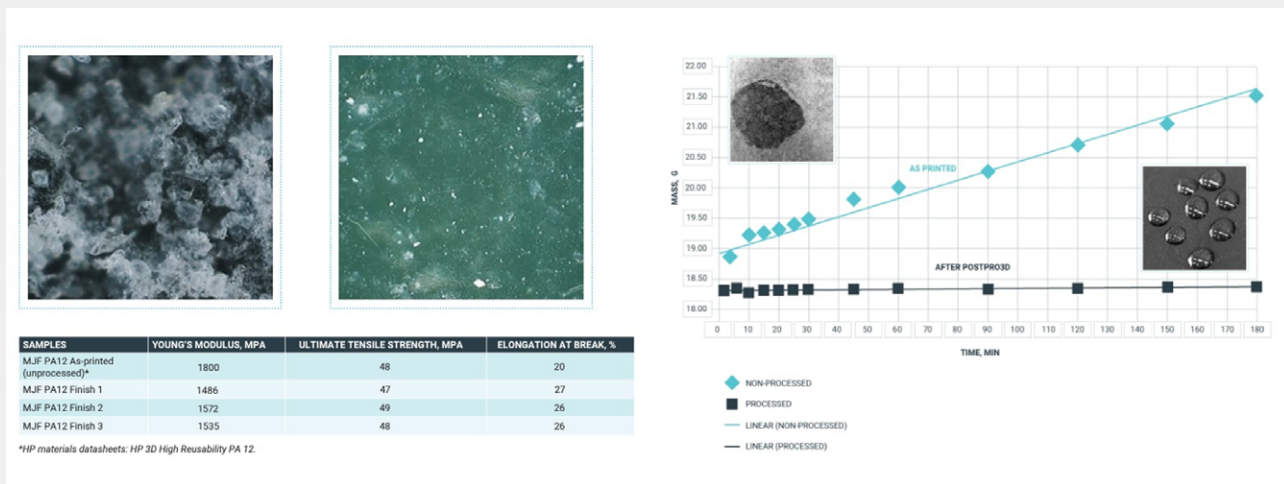 SAMPLES YOUNG'S MODULUS, MPA ULTIMATE TENSILE STRENGTH, MPA ELONGATION AT BREAK, %
MJF PA12 As-printed
(unprocessed)* 1800 48 20
MJF PA12 Finish 1 1486 47 27
MJF PA12 Finish 2 1572 49 26
MJF PA12 Finish 3 1535 48 26
*HP materials datasheets: HP 3D High Reusability PA 12.
MASS, G
22.00
21.50
21.00
20.50
20.00
19.50
19.00
18.50
18.00
AS PRINTED
AFTER POSTPRO3D
0 10 20 30 40 50 60 70 80 90 100 110 120 130 140 150 160 170 180
TIME, MIN
NON-PROCESSED
PROCESSED
LINEAR (NON-PROCESSED)
LINEAR (PROCESSED)